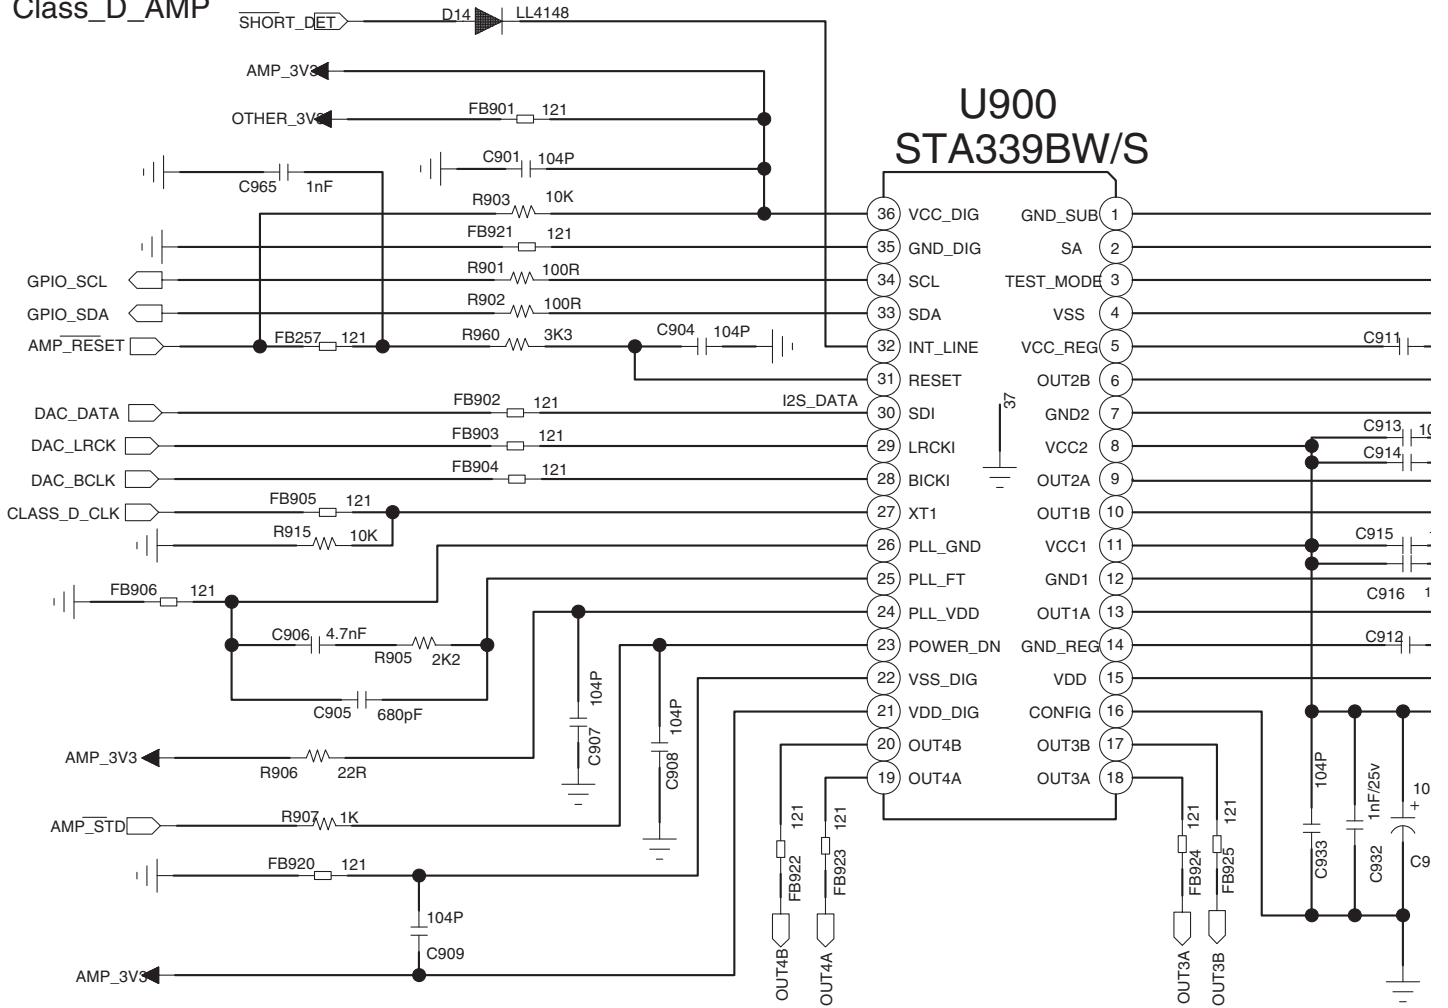 Class_D_AMP
SHORT_DET
D14
LL4148
AMP_3V3
OTHER_3V3
FB901
121
C901
104P
C965
1nF
R903
10K
FB921
121
GPIO_SCL
R901
100R
GPIO_SDA
R902
100R
AMP_RESET
FB257
121
R960
3K3
C904
104P
DAC_DATA
FB902
121
I2S_DATA
DAC_LRCK
FB903
121
DAC_BCLK
FB904
121
CLASS_D_CLK
FB905
121
R915
10K
FB906
121
C906
4.7nF
R905
2K2
C905
680pF
AMP_3V3
R906
22R
AMP_STD
R907
1K
FB920
121
104P
C909
AMP_3V3
104P
C907
104P
C908
U900
STA339BW/S
36 VCC_DIG
35 GND_DIG
34 SCL
33 SDA
32 INT_LINE
31 RESET
30 SDI
29 LRCKI
28 BICKI
27 XT1
26 PLL_GND
25 PLL_FT
24 PLL_VDD
23 POWER_DN
22 VSS_DIG
21 VDD_DIG
20 OUT4B
19 OUT4A
37
GND_SUB 1
SA 2
TEST_MODE 3
VSS 4
VCC_REG 5
OUT2B 6
GND2 7
VCC2 8
OUT2A 9
OUT1B 10
VCC1 11
GND1 12
OUT1A 13
GND_REG 14
VDD 15
CONFIG 16
OUT3B 17
OUT3A 18
C911
C913
10
C914
C915
1
C916
1
C912
121
FB922
OUT4B
121
FB923
OUT4A
121
FB924
OUT3A
121
FB925
OUT3B
104P
C933
1nF/25v
C932
10
+
C9